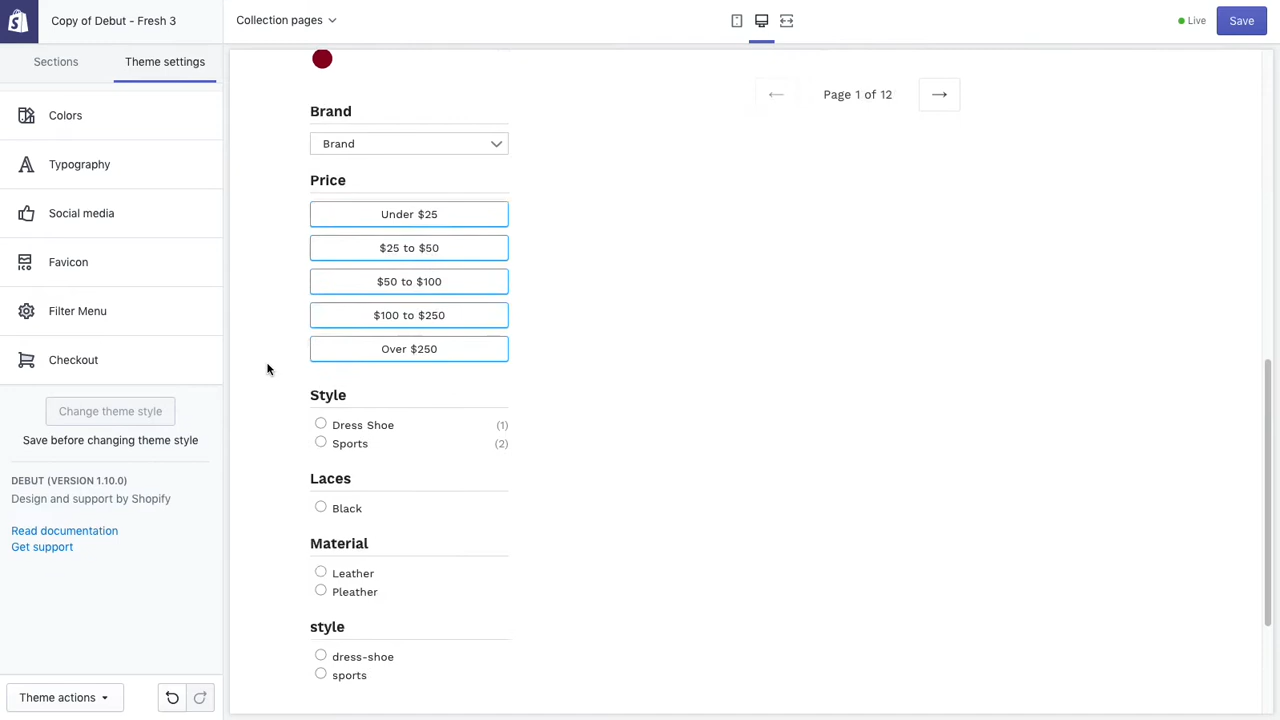 Copy of Debut - Fresh 3
Collection pages
Live
Save
Sections
Theme settings
Colors
Typography
Social media
Favicon
ICO
Filter Menu
Checkout
Change theme style
Save before changing theme style
DEBUT (VERSION 1.10.0)
Design and support by Shopify
Read documentation
Get support
Theme actions
Page 1 of 12
Brand
Brand
Price
Under $25
$25 to $50
$50 to $100
$100 to $250
Over $250
Style
Dress Shoe (1)
Sports (2)
Laces
Black
Material
Leather
Pleather
style
dress-shoe
sports